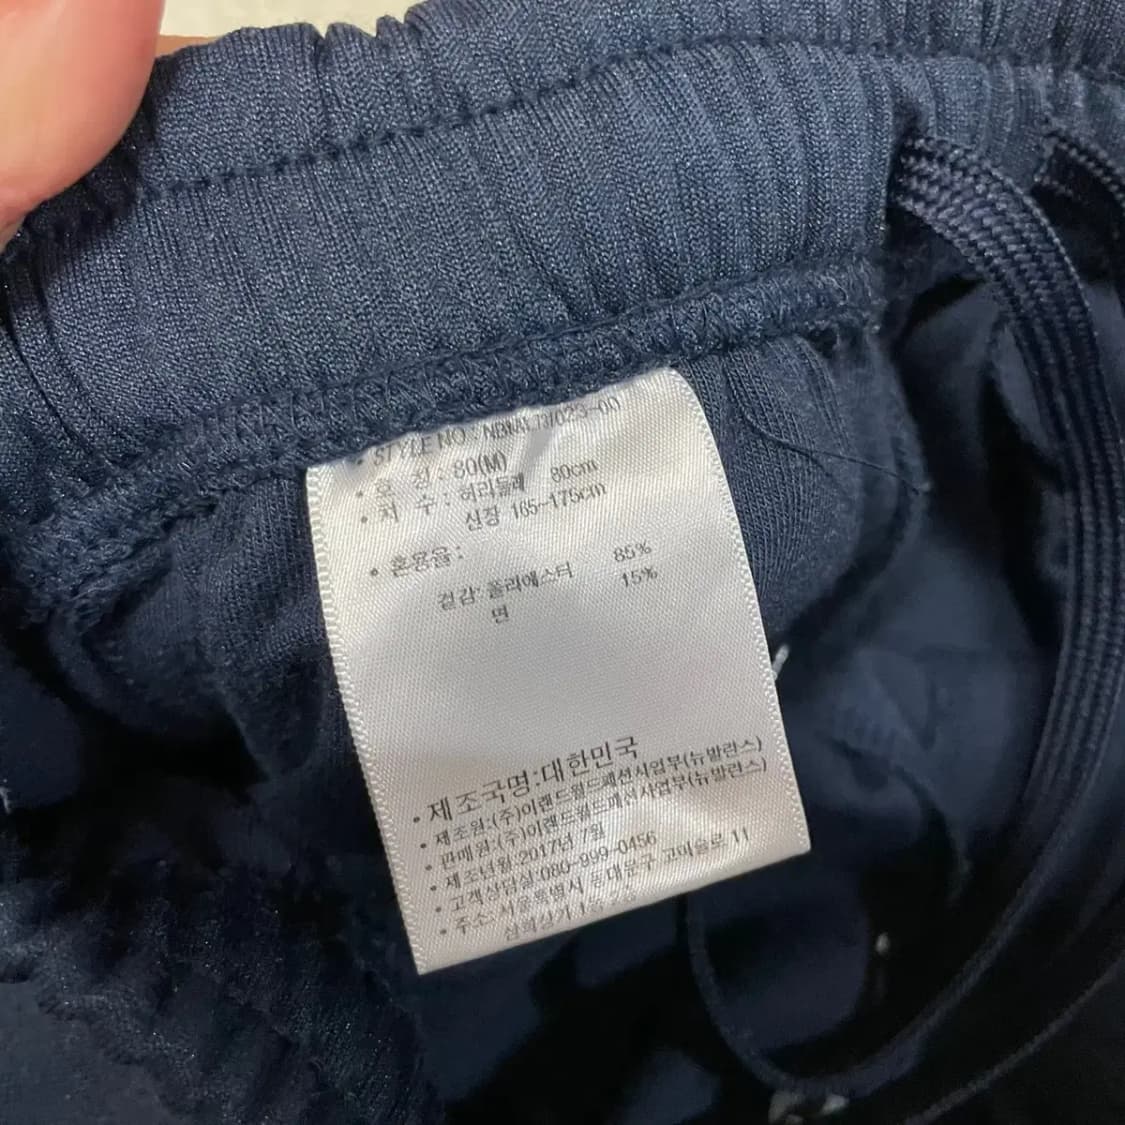 • STYLE NO :
• 호 칭 : 80(M)
• 치 수 : 허리둘레 80cm
신장 165~175cm
• 혼용율 :
겉감: 폴리에스터 85%
면 15%
• 제조국명:대한민국
• 제조원:(주)이랜드월드패션사업부(뉴발란스)
• 판매원:(주)이랜드월드패션사업부(뉴발란스)
• 제조년월:2017년 7월
• 고객상담실:080-999-0456
• 주소:서울특별시 동대문구 고미술로 11
삼희상가